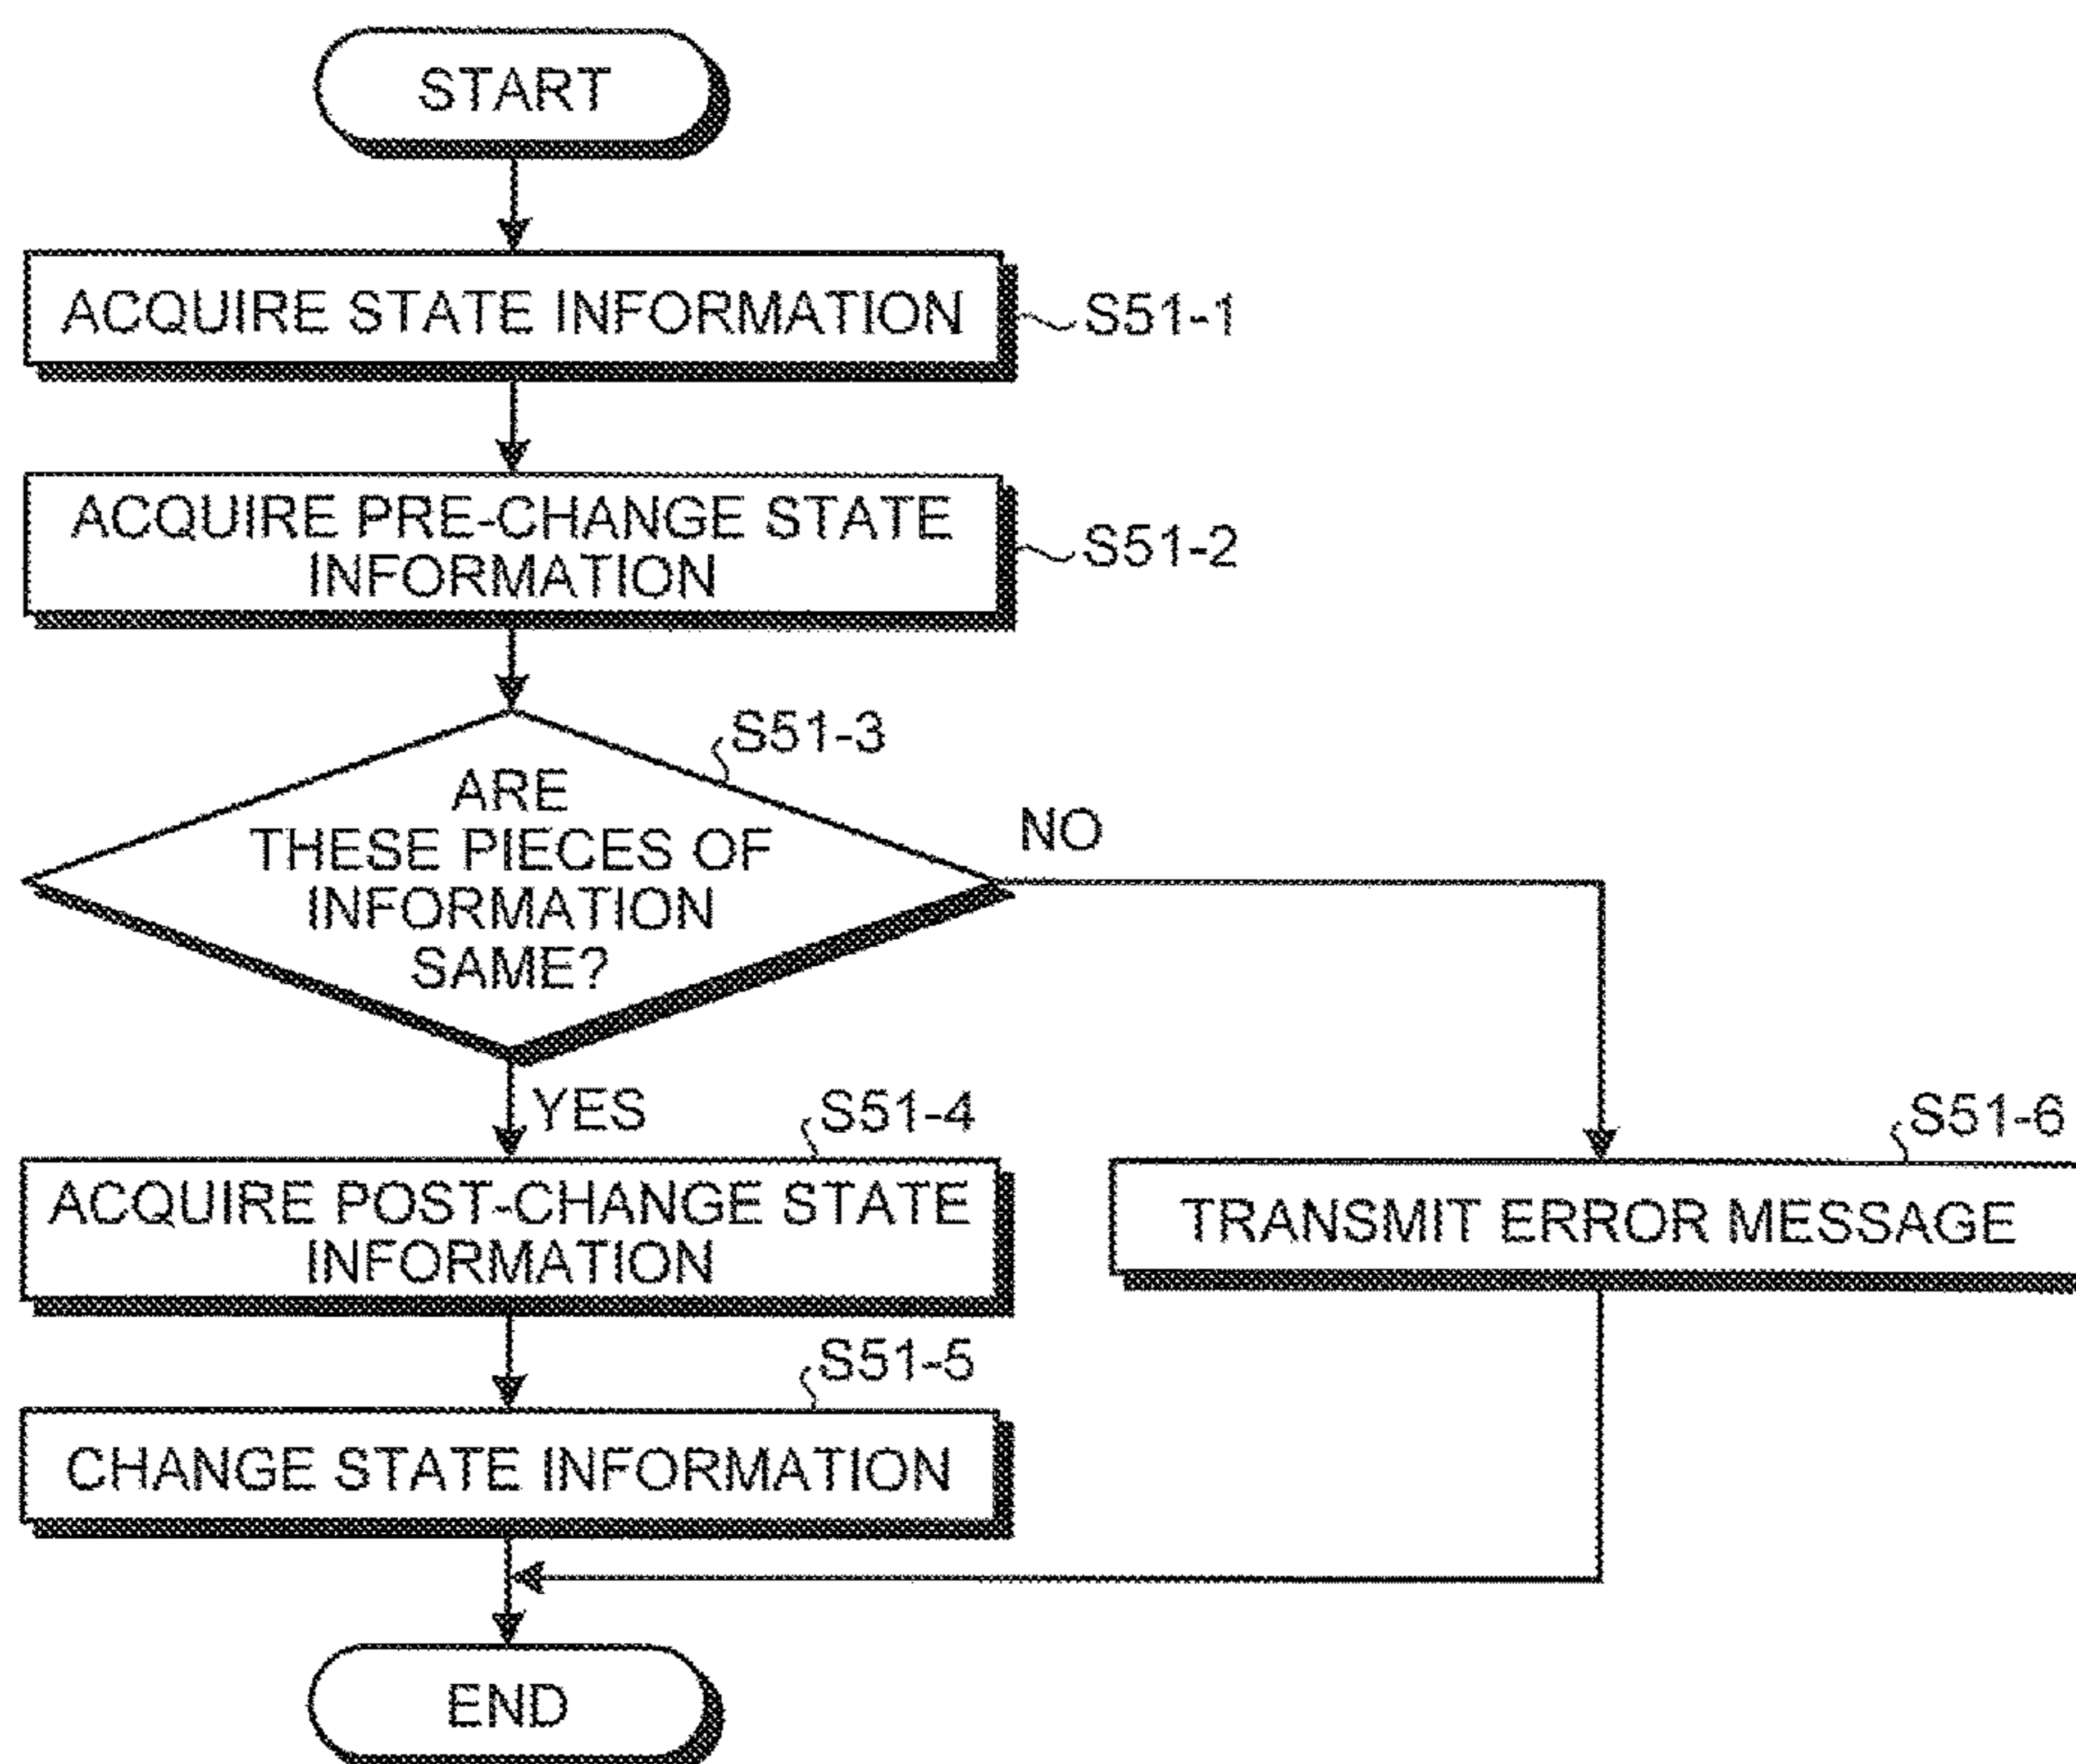 START
ACQUIRE STATE INFORMATION
S51-1
ACQUIRE PRE-CHANGE STATE
INFORMATION
S51-2
S51-3
ARE
THESE PIECES OF
INFORMATION
SAME?
NO
YES
S51-4
ACQUIRE POST-CHANGE STATE
INFORMATION
S51-6
TRANSMIT ERROR MESSAGE
S51-5
CHANGE STATE INFORMATION
END